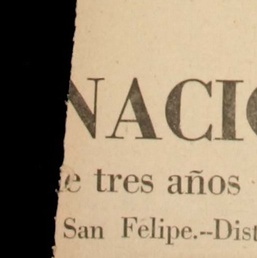 NACIO
e tres años
San Felipe.--Dist